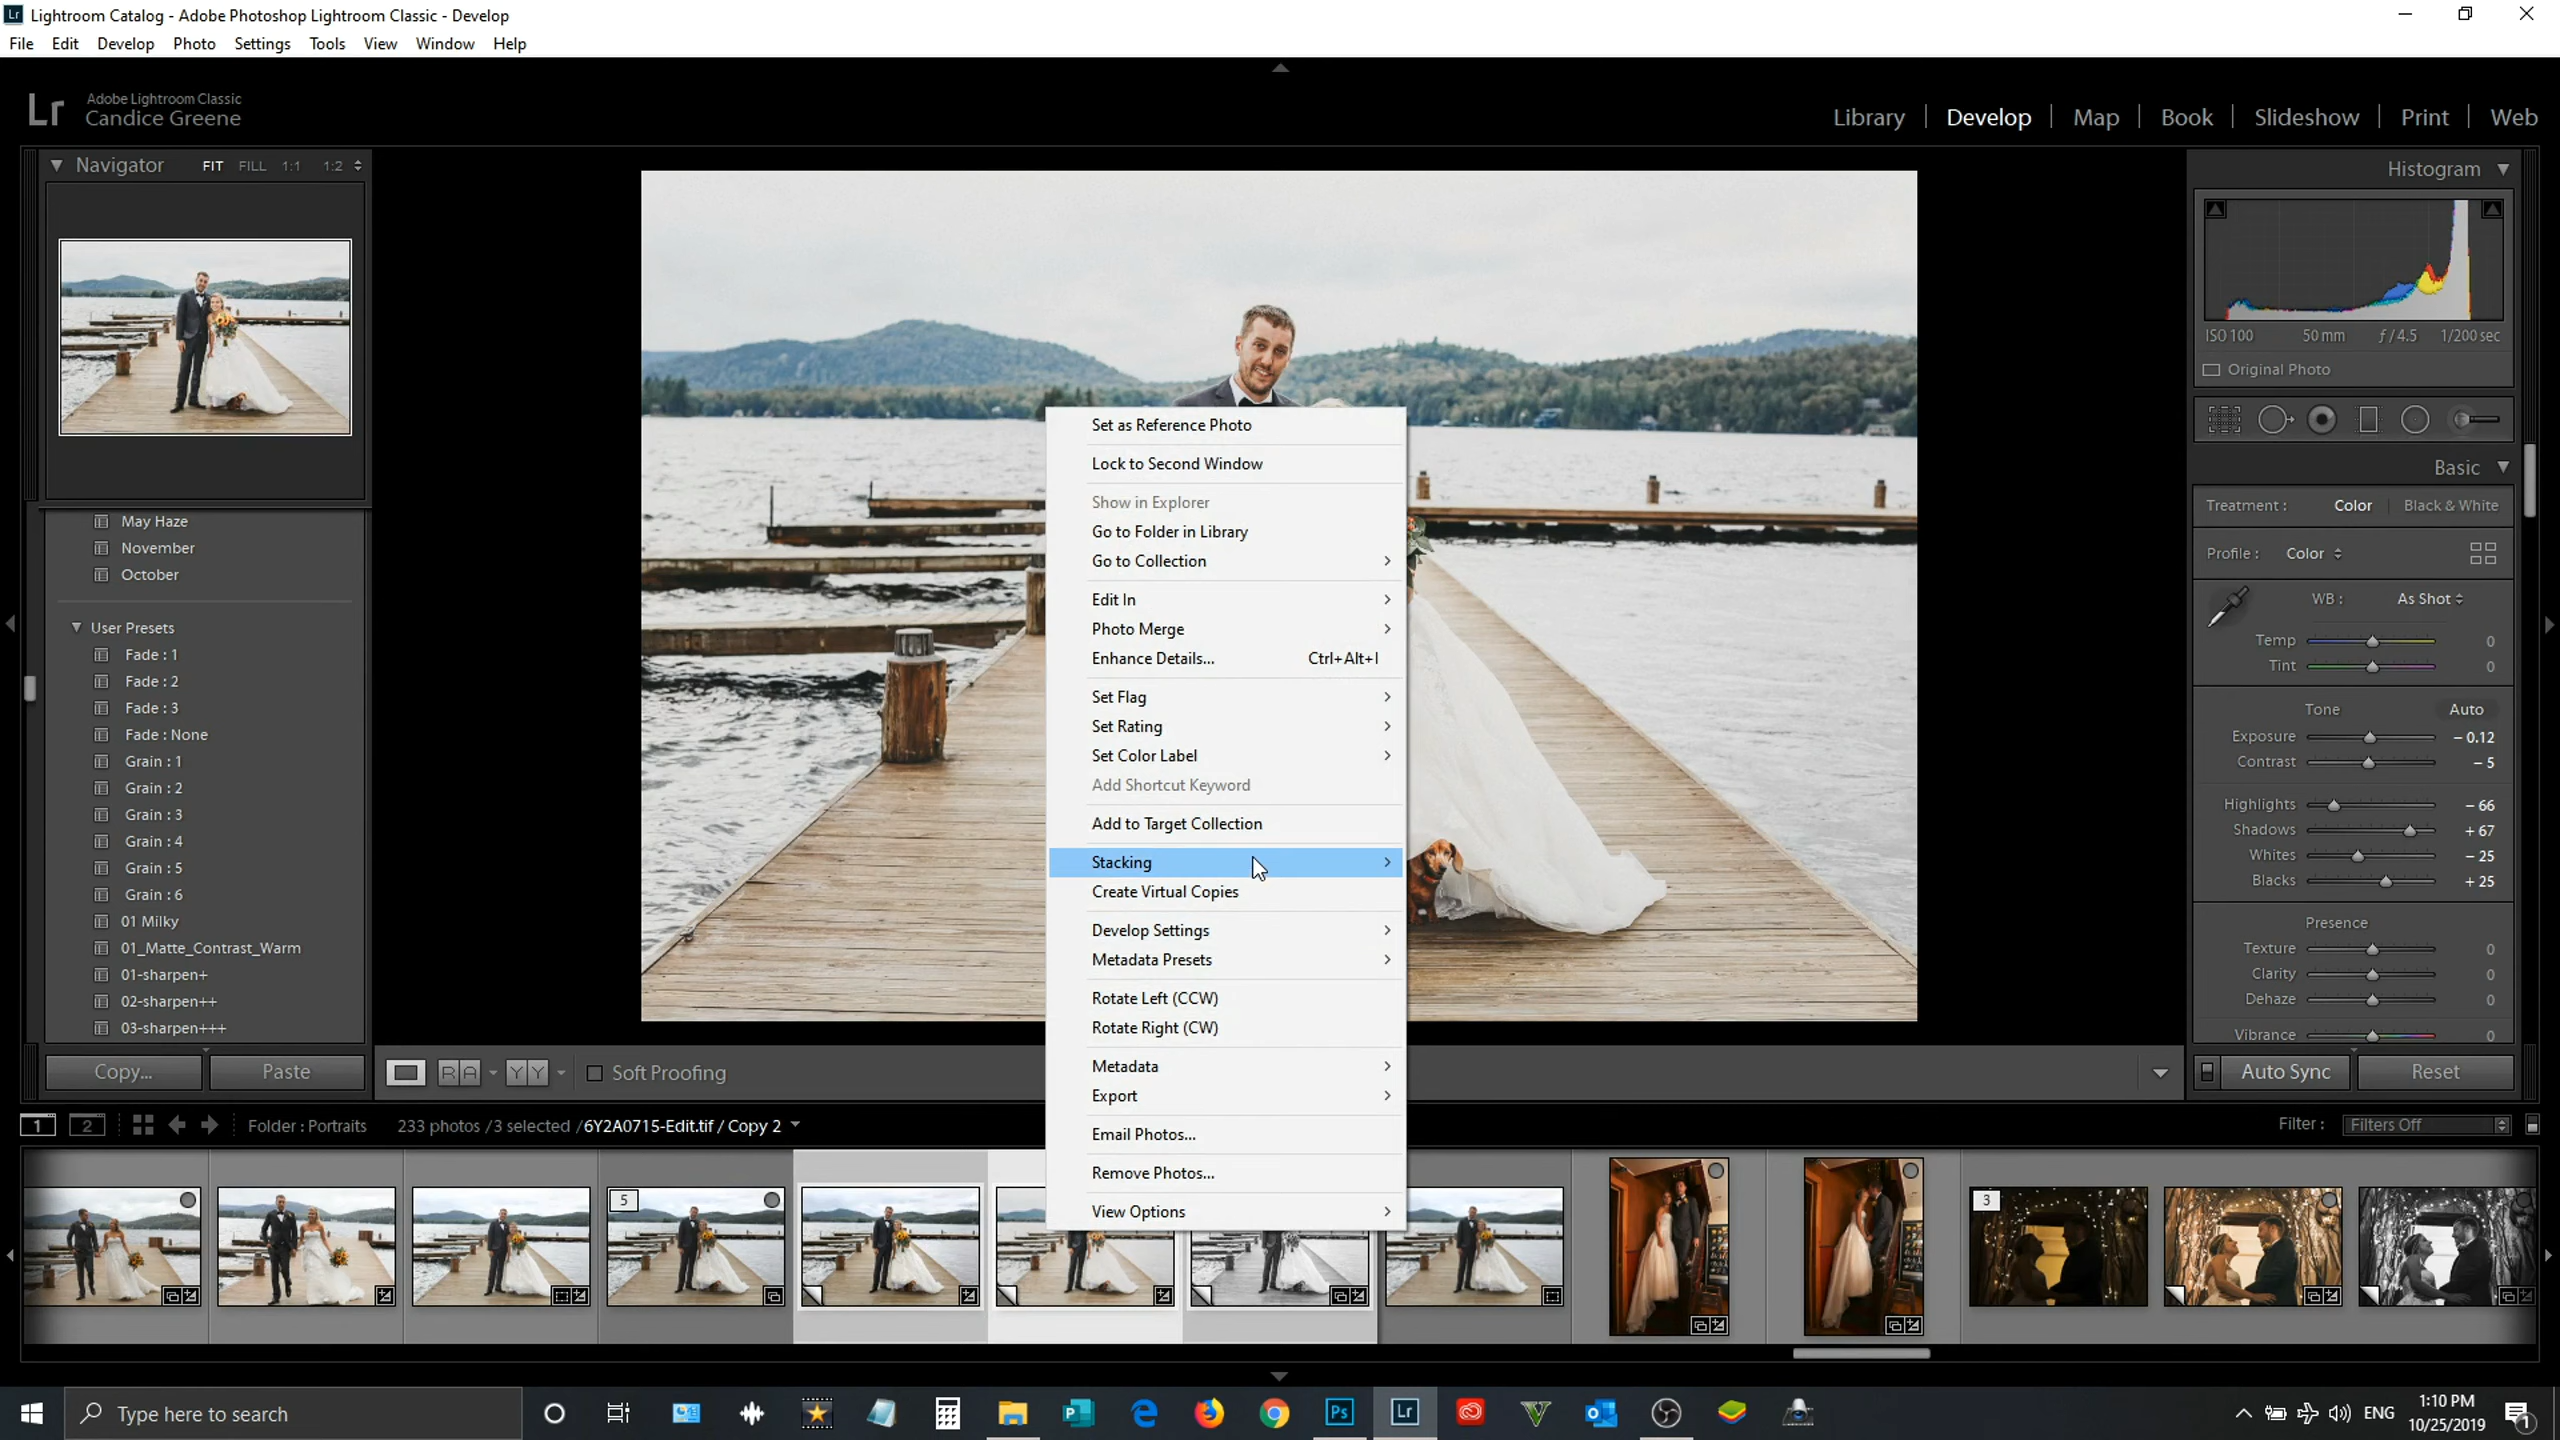 Lr Lightroom Catalog - Adobe Photoshop Lightroom Classic - Develop
File Edit Develop Photo Settings Tools View Window Help
Lr Adobe Lightroom Classic
Candice Greene
Library | Develop | Map | Book | Slideshow | Print | Web
Navigator FIT FILL 1:1 1:2
May Haze
November
October
User Presets
Fade : 1
Fade : 2
Fade : 3
Fade : None
Grain : 1
Grain : 2
Grain : 3
Grain : 4
Grain : 5
Grain : 6
01 Milky
01_Matte_Contrast_Warm
01-sharpen+
02-sharpen++
03-sharpen+++
Copy... Paste
Set as Reference Photo
Lock to Second Window
Show in Explorer
Go to Folder in Library
Go to Collection
Edit In
Photo Merge
Enhance Details... Ctrl+Alt+I
Set Flag
Set Rating
Set Color Label
Add Shortcut Keyword
Add to Target Collection
Stacking
Create Virtual Copies
Develop Settings
Metadata Presets
Rotate Left (CCW)
Rotate Right (CW)
Metadata
Export
Email Photos...
Remove Photos...
View Options
Histogram
ISO 100 50 mm ƒ / 4.5 1/200 sec
Original Photo
Basic
Treatment : Color | Black & White
Profile : Color
WB : As Shot
Temp 0
Tint 0
Tone Auto
Exposure – 0.12
Contrast – 5
Highlights – 66
Shadows + 67
Whites – 25
Blacks + 25
Presence
Texture 0
Clarity 0
Dehaze 0
Vibrance 0
R A Y Y Soft Proofing
Auto Sync Reset
1 2 Folder : Portraits 233 photos /3 selected /6Y2A0715-Edit.tif / Copy 2
Filter : Filters Off
5
3
Type here to search
P
Ps
Lr
ENG
1:10 PM
10/25/2019
1